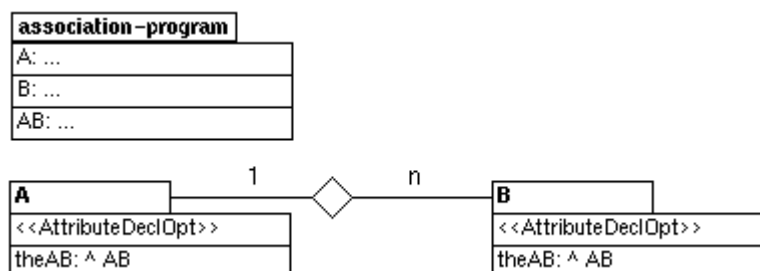 association-program
A: ...
B: ...
AB: ...
1
n
A
B
<<AttributeDeclOpt>>
<<AttributeDeclOpt>>
theAB: ^ AB
theAB: ^ AB